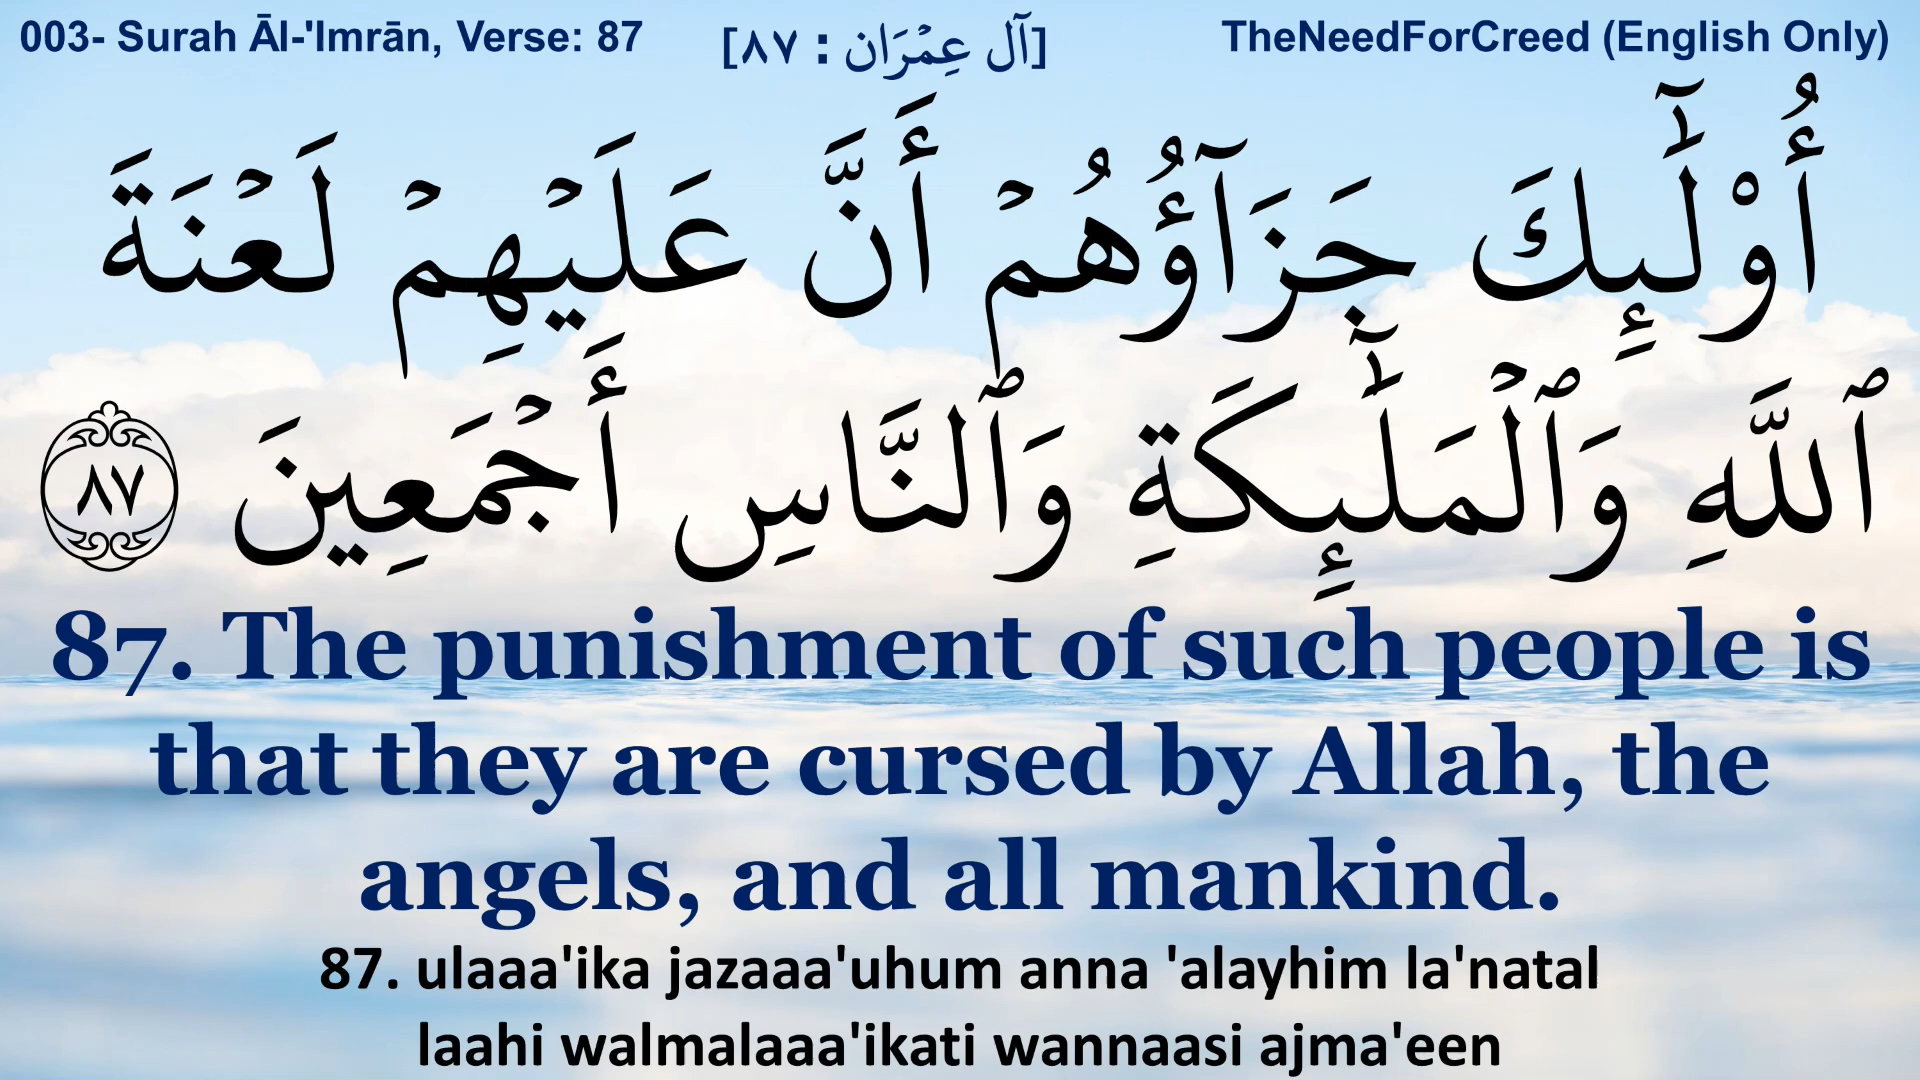 003- Surah Āl-'Imrān, Verse: 87
[آل عِمْرَان : ٨٧]
TheNeedForCreed (English Only)
أُوْلَٰٓئِكَ جَزَآؤُهُمۡ أَنَّ عَلَيۡهِمۡ لَعۡنَةَ
ٱللَّهِ وَٱلۡمَلَٰٓئِكَةِ وَٱلنَّاسِ أَجۡمَعِينَ ٨٧
87. The punishment of such people is
that they are cursed by Allah, the
angels, and all mankind.
87. ulaaa'ika jazaaa'uhum anna 'alayhim la'natal
laahi walmalaaa'ikati wannaasi ajma'een